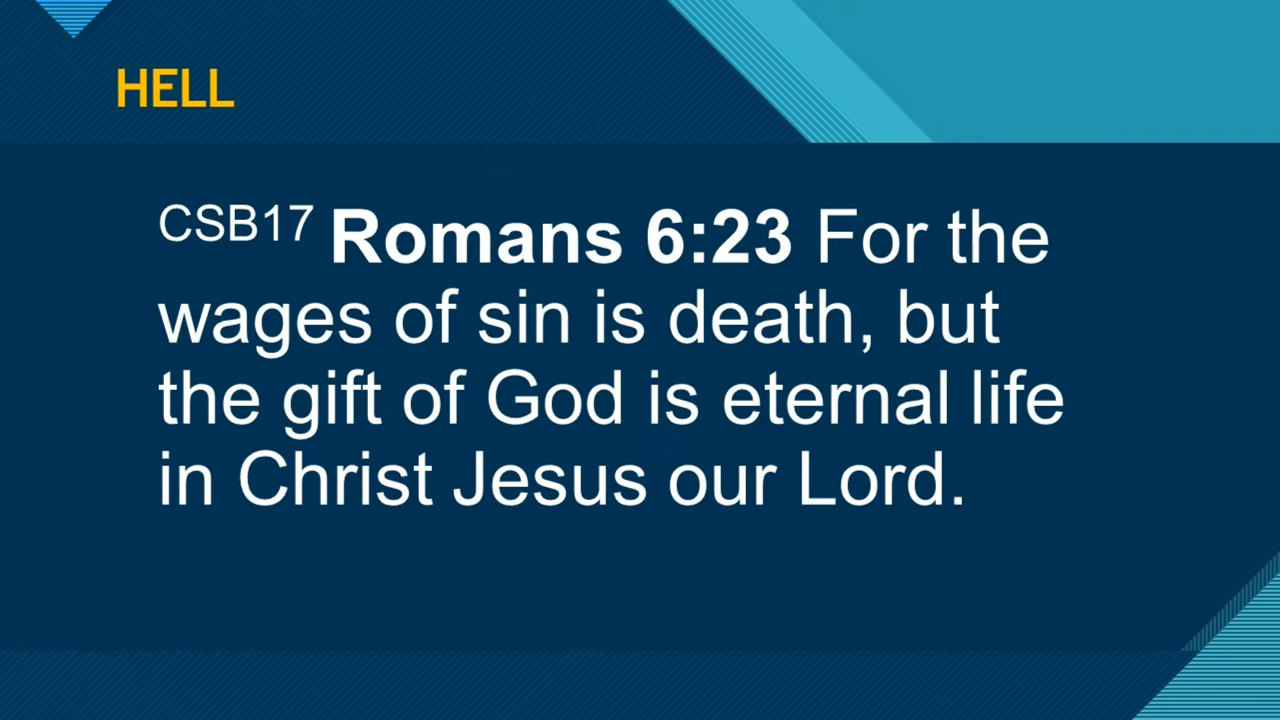 HELL
CSB17 Romans 6:23 For the
wages of sin is death, but
the gift of God is eternal life
in Christ Jesus our Lord.